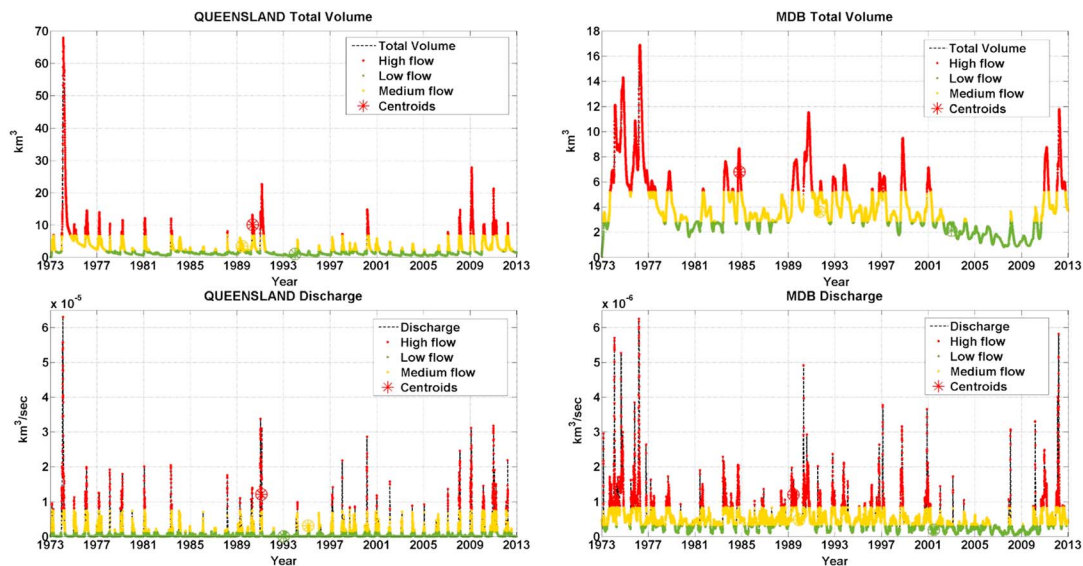 QUEENSLAND Total Volume
70
60
50
40
30
20
10
0
km³
Total Volume
High flow
Low flow
Medium flow
Centroids
1973 1977 1981 1985 1989 1993 1997 2001 2005 2009 2013
Year
MDB Total Volume
18
16
14
12
10
8
6
4
2
0
km³
Total Volume
High flow
Low flow
Medium flow
Centroids
1973 1977 1981 1985 1989 1993 1997 2001 2005 2009 2013
Year
QUEENSLAND Discharge
x 10⁻⁵
6
5
4
3
2
1
0
km³/sec
Discharge
High flow
Low flow
Medium flow
Centroids
1973 1977 1981 1985 1989 1993 1997 2001 2005 2009 2013
Year
MDB Discharge
x 10⁻⁶
6
5
4
3
2
1
0
km³/sec
Discharge
High flow
Low flow
Medium flow
Centroids
1973 1977 1981 1985 1989 1993 1997 2001 2005 2009 2013
Year